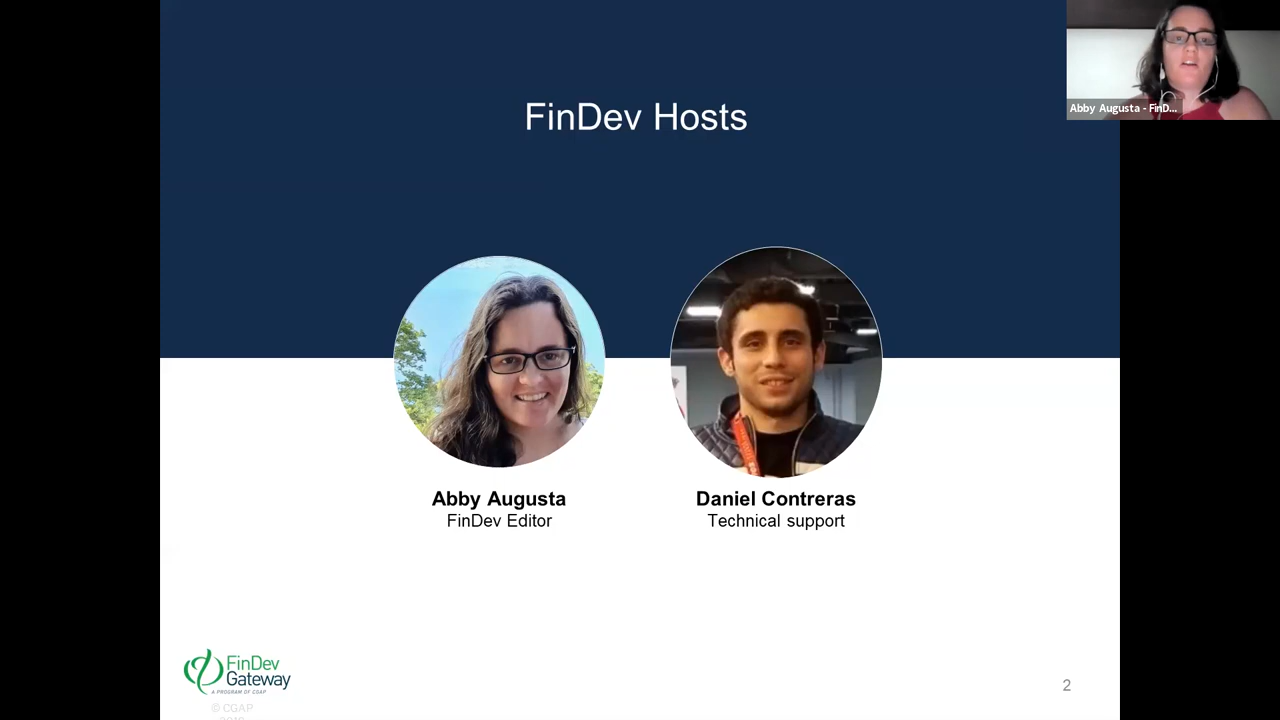 FinDev Hosts
Abby Augusta - FinD...
Abby Augusta
FinDev Editor
Daniel Contreras
Technical support
FinDev
Gateway
A PROGRAM OF CGAP
© CGAP
2